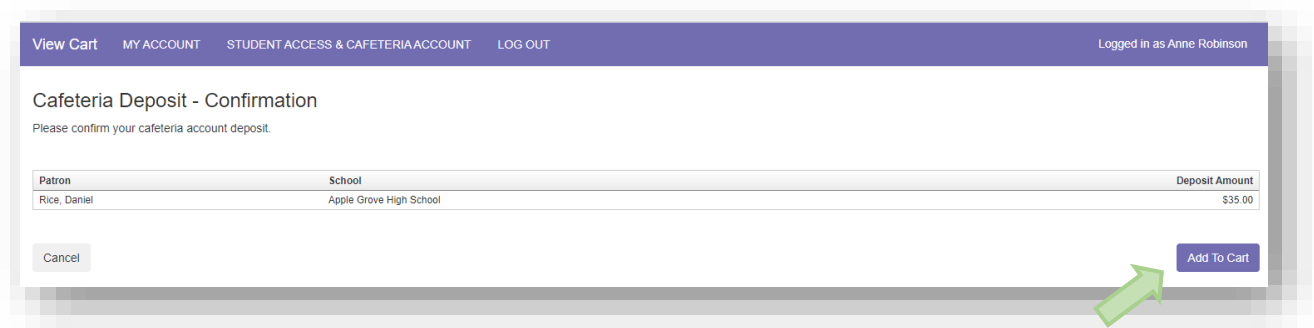 View Cart MY ACCOUNT STUDENT ACCESS & CAFETERIA ACCOUNT LOG OUT Logged in as Anne Robinson
Cafeteria Deposit - Confirmation
Please confirm your cafeteria account deposit.
Patron School Deposit Amount
Rice, Daniel Apple Grove High School $35.00
Cancel Add To Cart